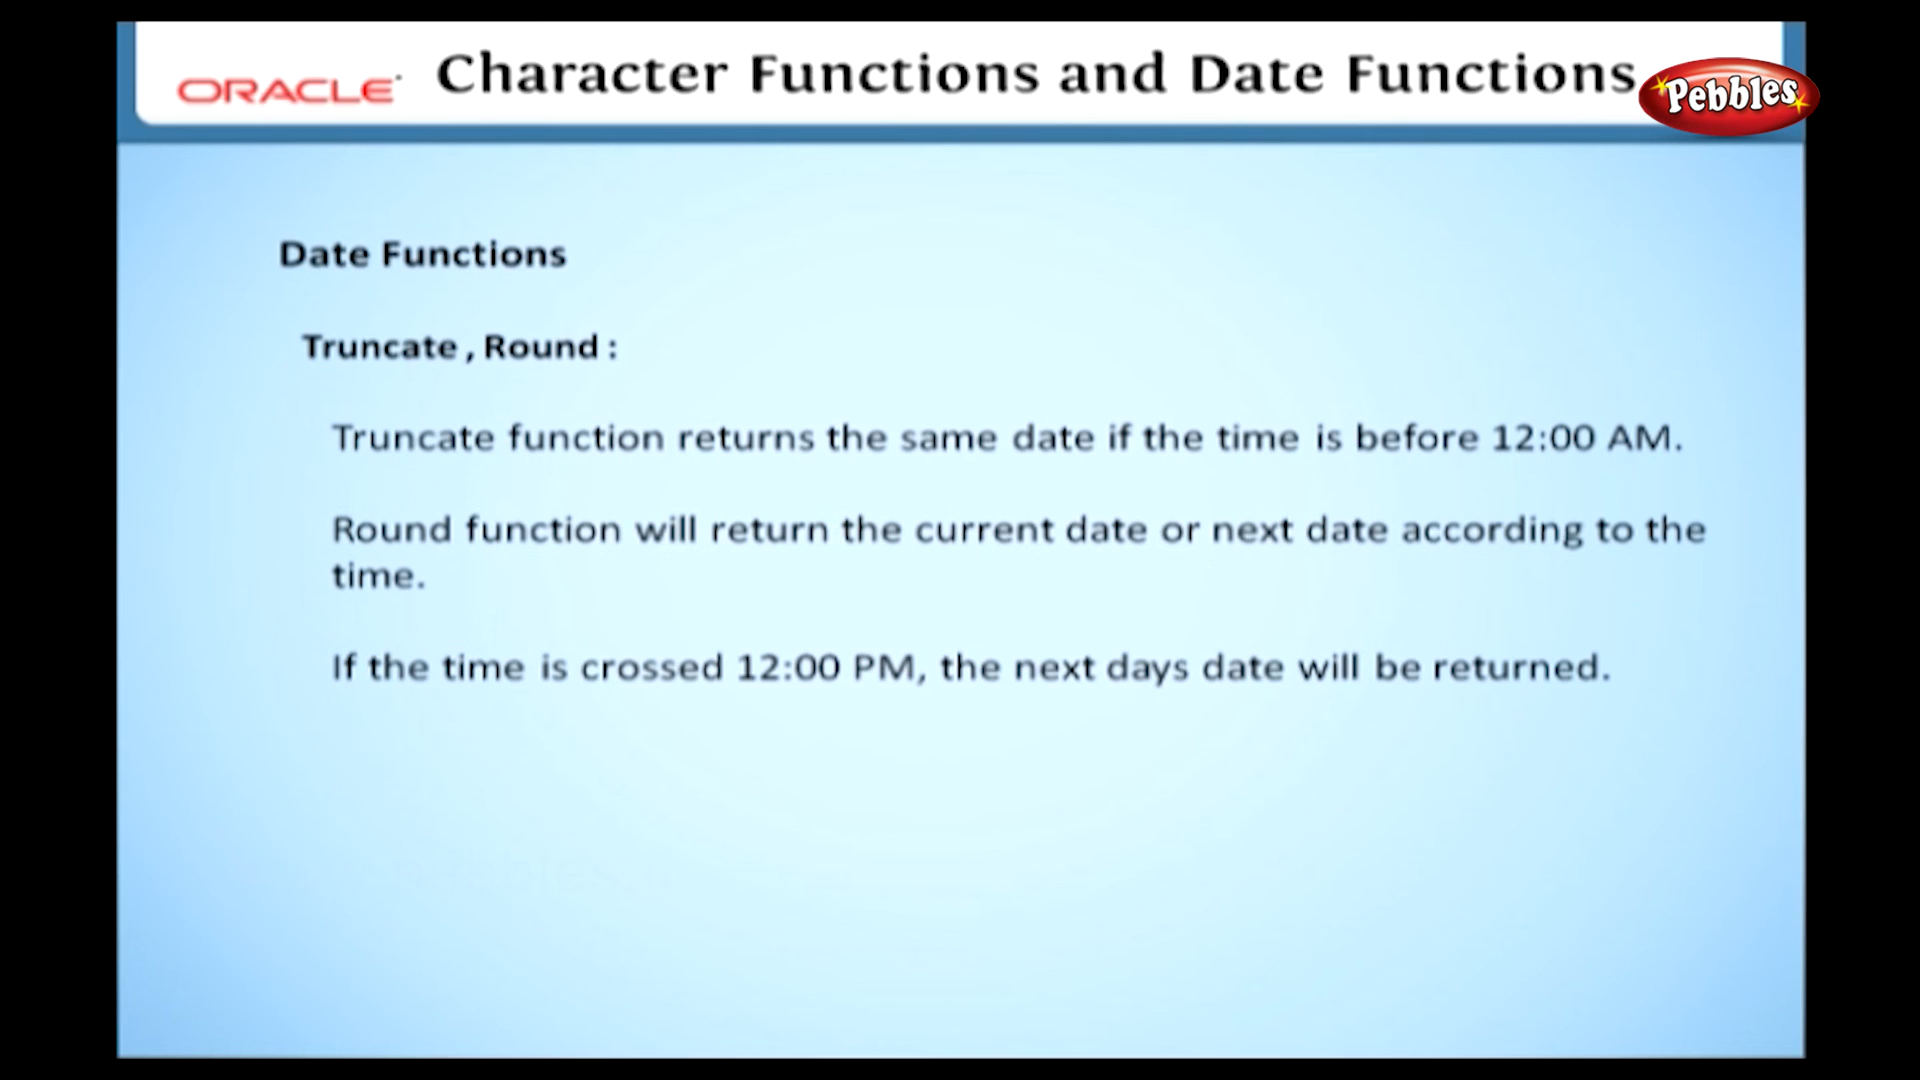 ORACLE
Character Functions and Date Functions
Pebbles
Date Functions
Truncate , Round :
Truncate function returns the same date if the time is before 12:00 AM.
Round function will return the current date or next date according to the
time.
If the time is crossed 12:00 PM, the next days date will be returned.